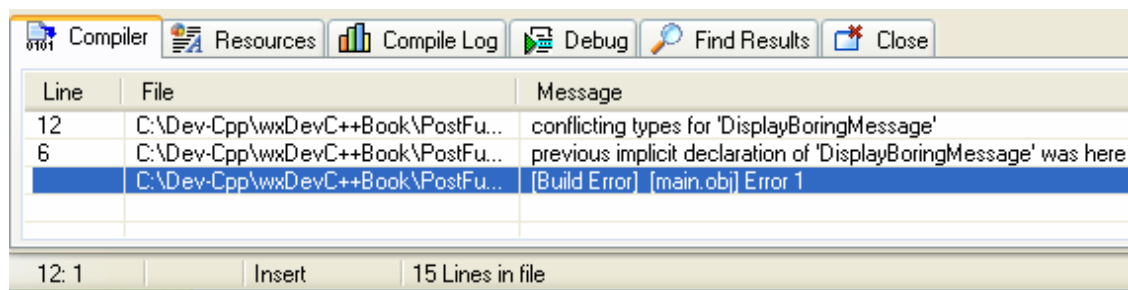 Compiler Resources Compile Log Debug Find Results Close
Line File Message
12 C:\Dev-Cpp\wxDevC++Book\PostFu... conflicting types for 'DisplayBoringMessage'
6 C:\Dev-Cpp\wxDevC++Book\PostFu... previous implicit declaration of 'DisplayBoringMessage' was here
C:\Dev-Cpp\wxDevC++Book\PostFu... [Build Error] [main.obj] Error 1
12: 1 Insert 15 Lines in file